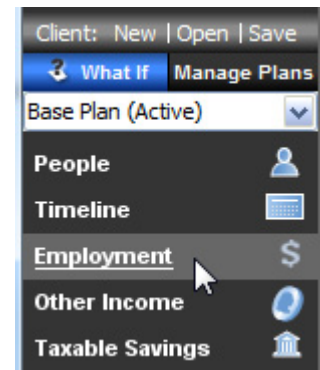 Client: New | Open | Save
What If Manage Plans
Base Plan (Active)
People
Timeline
Employment $
Other Income
Taxable Savings